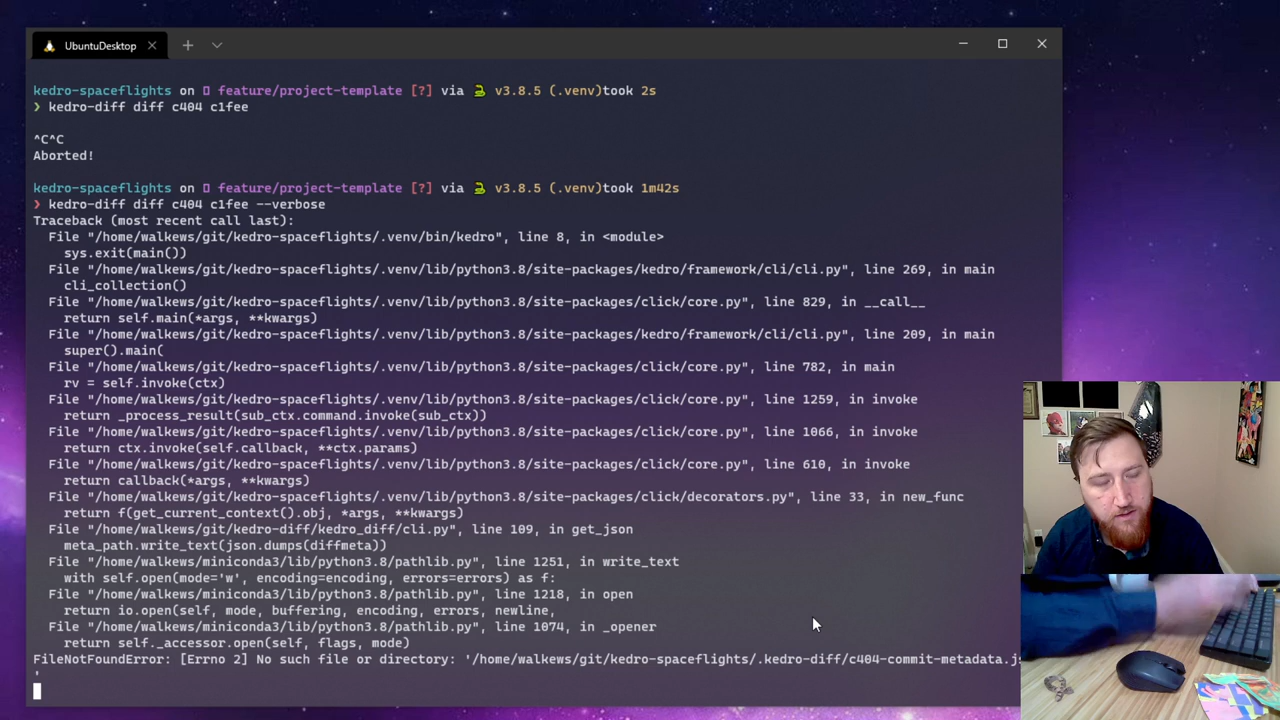 UbuntuDesktop
kedro-spaceflights on feature/project-template [?] via v3.8.5 (.venv)took 2s
❯ kedro-diff diff c404 c1fee
^C^C
Aborted!
kedro-spaceflights on feature/project-template [?] via v3.8.5 (.venv)took 1m42s
❯ kedro-diff diff c404 c1fee --verbose
Traceback (most recent call last):
File "/home/walkews/git/kedro-spaceflights/.venv/bin/kedro", line 8, in <module>
sys.exit(main())
File "/home/walkews/git/kedro-spaceflights/.venv/lib/python3.8/site-packages/kedro/framework/cli/cli.py", line 269, in main
cli_collection()
File "/home/walkews/git/kedro-spaceflights/.venv/lib/python3.8/site-packages/click/core.py", line 829, in __call__
return self.main(*args, **kwargs)
File "/home/walkews/git/kedro-spaceflights/.venv/lib/python3.8/site-packages/kedro/framework/cli/cli.py", line 209, in main
super().main(
File "/home/walkews/git/kedro-spaceflights/.venv/lib/python3.8/site-packages/click/core.py", line 782, in main
rv = self.invoke(ctx)
File "/home/walkews/git/kedro-spaceflights/.venv/lib/python3.8/site-packages/click/core.py", line 1259, in invoke
return _process_result(sub_ctx.command.invoke(sub_ctx))
File "/home/walkews/git/kedro-spaceflights/.venv/lib/python3.8/site-packages/click/core.py", line 1066, in invoke
return ctx.invoke(self.callback, **ctx.params)
File "/home/walkews/git/kedro-spaceflights/.venv/lib/python3.8/site-packages/click/core.py", line 610, in invoke
return callback(*args, **kwargs)
File "/home/walkews/git/kedro-spaceflights/.venv/lib/python3.8/site-packages/click/decorators.py", line 33, in new_func
return f(get_current_context().obj, *args, **kwargs)
File "/home/walkews/git/kedro-diff/kedro_diff/cli.py", line 109, in get_json
meta_path.write_text(json.dumps(diffmeta))
File "/home/walkews/miniconda3/lib/python3.8/pathlib.py", line 1251, in write_text
with self.open(mode='w', encoding=encoding, errors=errors) as f:
File "/home/walkews/miniconda3/lib/python3.8/pathlib.py", line 1218, in open
return io.open(self, mode, buffering, encoding, errors, newline,
File "/home/walkews/miniconda3/lib/python3.8/pathlib.py", line 1074, in _opener
return self._accessor.open(self, flags, mode)
FileNotFoundError: [Errno 2] No such file or directory: '/home/walkews/git/kedro-spaceflights/.kedro-diff/c404-commit-metadata.js
'